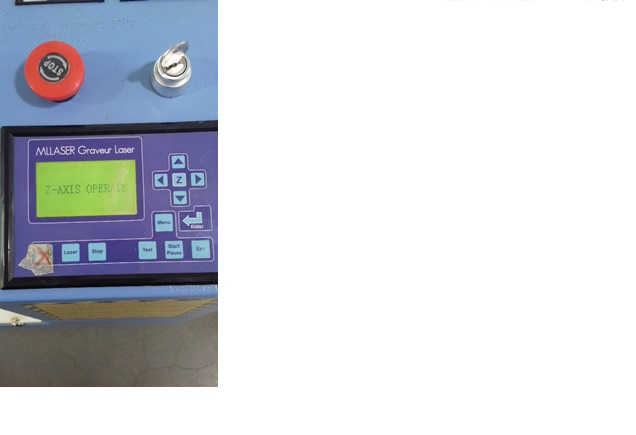 STOP
MLLASER Graveur Laser
Z-AXIS OPERATE
Z
Menu
Enter
X
Laser
Stop
Test
Start
Pause
Esc